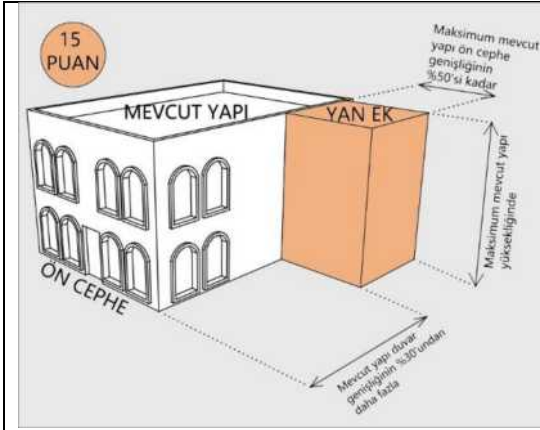 15
PUAN
MEVCUT YAPI
YAN EK
ÖN CEPHE
Maksimum mevcut
yapı ön cephe
genişliğinin
%50'si kadar
Maksimum mevcut yapı
yüksekliğinde
Mevcut yapı duvar
genişliğinin %30'undan
daha fazla